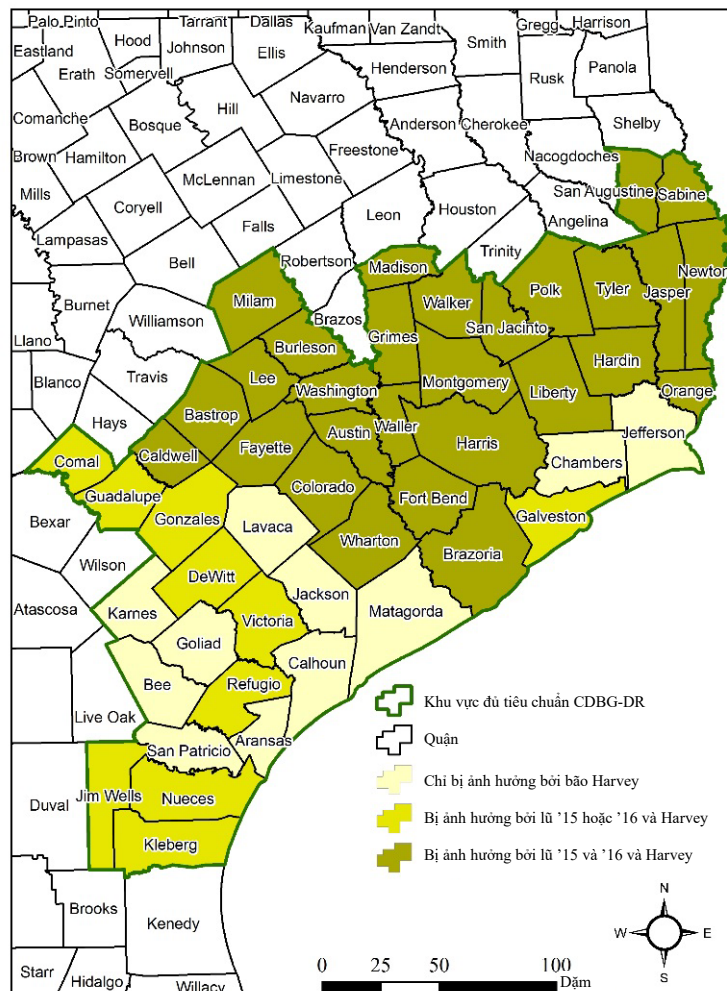 Palo Pinto
Tarrant
Dallas
Kaufman
Van Zandt
Gregg
Harrison
Hood
Johnson
Ellis
Smith
Eastland
Erath
Somervell
Henderson
Rusk
Panola
Hill
Navarro
Comanche
Bosque
Anderson
Cherokee
Shelby
Brown
Hamilton
Freestone
Nacogdoches
McLennan
Limestone
Mills
San Augustine
Sabine
Coryell
Leon
Houston
Angelina
Lampasas
Falls
Bell
Robertson
Madison
Trinity
Newton
Burnet
Milam
Walker
Polk
Tyler
Jasper
Williamson
Brazos
San Jacinto
Llano
Burleson
Grimes
Hardin
Travis
Lee
Montgomery
Liberty
Blanco
Washington
Orange
Hays
Bastrop
Austin
Waller
Harris
Jefferson
Comal
Caldwell
Fayette
Chambers
Guadalupe
Colorado
Fort Bend
Bexar
Gonzales
Lavaca
Galveston
Wharton
Brazoria
Wilson
DeWitt
Jackson
Atascosa
Karnes
Victoria
Matagorda
Goliad
Calhoun
Bee
Refugio
Live Oak
Aransas
San Patricio
Duval
Jim Wells
Nueces
Kleberg
Brooks
Kenedy
Starr
Hidalgo
Willacy
Khu vực đủ tiêu chuẩn CDBG-DR
Quận
Chỉ bị ảnh hưởng bởi bão Harvey
Bị ảnh hưởng bởi lũ ’15 hoặc ’16 và Harvey
Bị ảnh hưởng bởi lũ ’15 và ’16 và Harvey
N
W E
S
0 25 50 100
Dặm